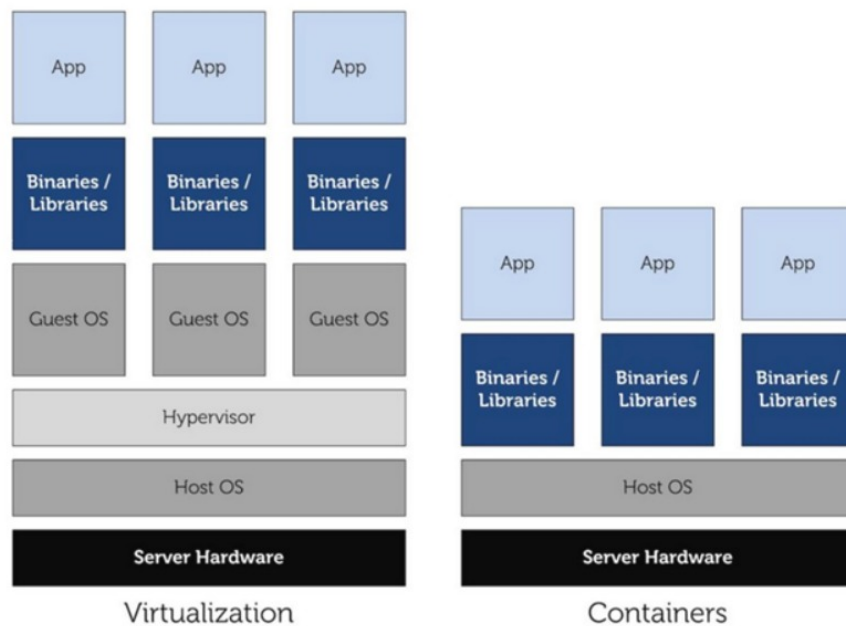 App
App
App
Binaries /
Libraries
Binaries /
Libraries
Binaries /
Libraries
Guest OS
Guest OS
Guest OS
Hypervisor
Host OS
Server Hardware
Virtualization
App
App
App
Binaries /
Libraries
Binaries /
Libraries
Binaries /
Libraries
Host OS
Server Hardware
Containers